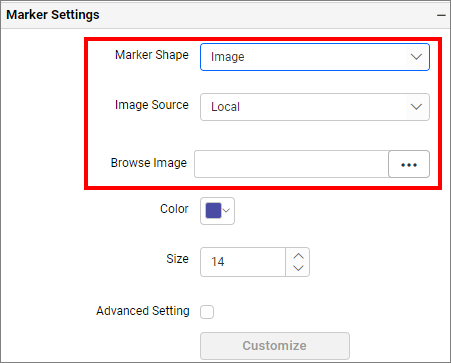 Marker Settings
Marker Shape Image
Image Source Local
Browse Image ...
Color
Size 14
Advanced Setting
Customize